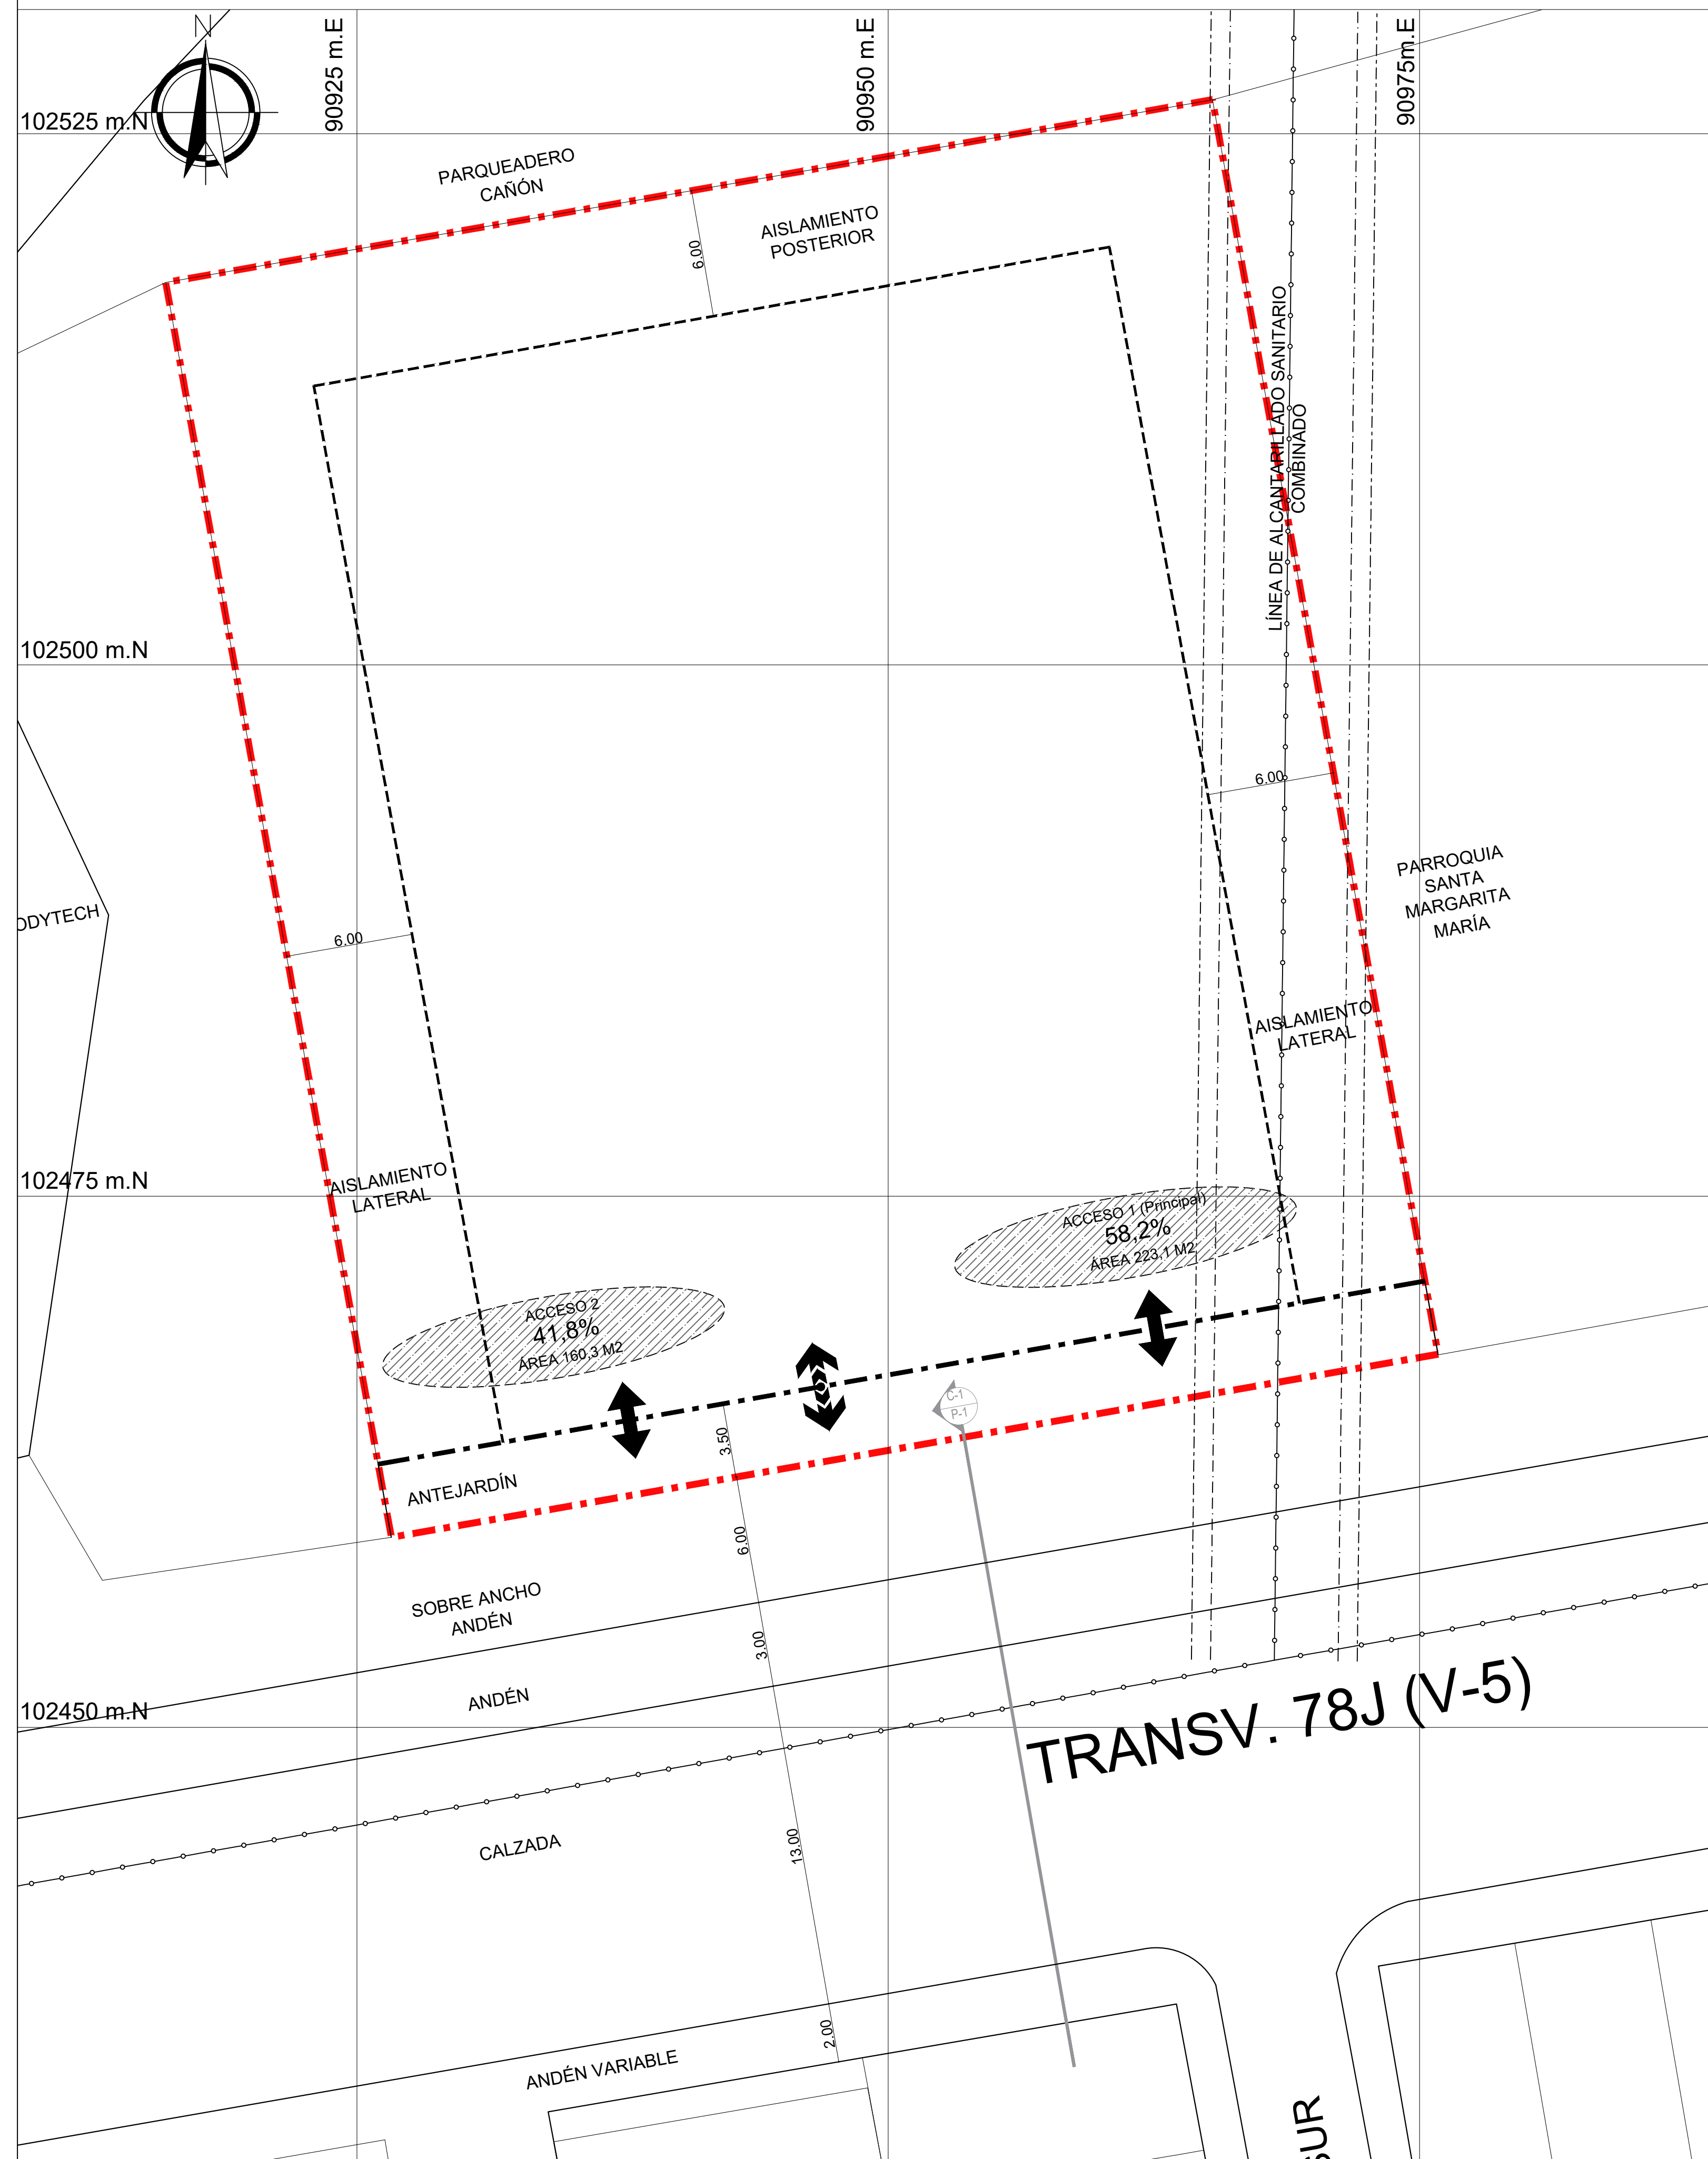 N
90925 m.E
90950 m.E
90975m.E
102525 m.N
PARQUEADERO
CAÑÓN
AISLAMIENTO
POSTERIOR
6.00
LÍNEA DE ALCANTARILLADO SANITARIO
COMBINADO
102500 m.N
6.00
PARROQUIA
SANTA
MARGARITA
MARÍA
ODYTECH
6.00
AISLAMIENTO
LATERAL
102475 m.N
AISLAMIENTO
LATERAL
ACCESO 1 (Principal)
58,2%
ÁREA 223,1 M2
ACCESO 2
41,8%
ÁREA 160,3 M2
C-1
P-1
3.50
ANTEJARDÍN
6.00
SOBRE ANCHO
ANDÉN
3.00
ANDÉN
102450 m.N
TRANSV. 78J (V-5)
CALZADA
13.00
2.00
ANDÉN VARIABLE
SUR